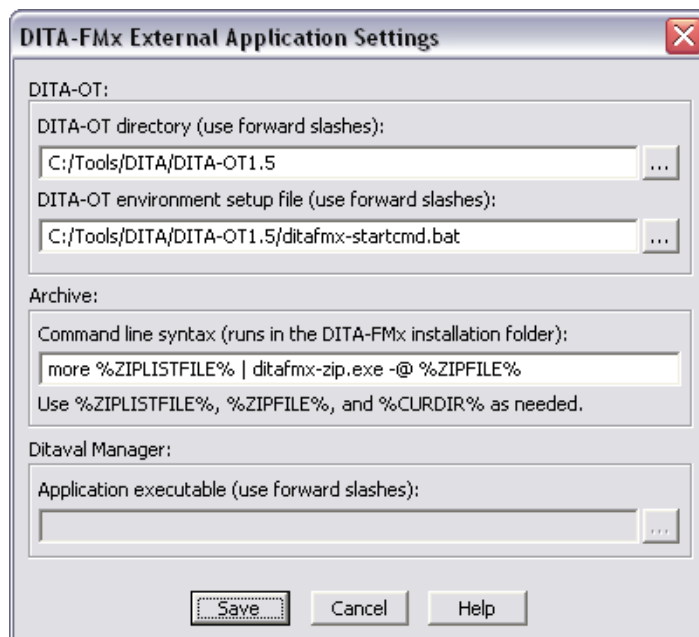 DITA-FMx External Application Settings
DITA-OT:
DITA-OT directory (use forward slashes):
C:/Tools/DITA/DITA-OT1.5
...
DITA-OT environment setup file (use forward slashes):
C:/Tools/DITA/DITA-OT1.5/ditafmx-startcmd.bat
...
Archive:
Command line syntax (runs in the DITA-FMx installation folder):
more %ZIPLISTFILE% | ditafmx-zip.exe -@ %ZIPFILE%
Use %ZIPLISTFILE%, %ZIPFILE%, and %CURDIR% as needed.
Ditaval Manager:
Application executable (use forward slashes):
...
Save Cancel Help